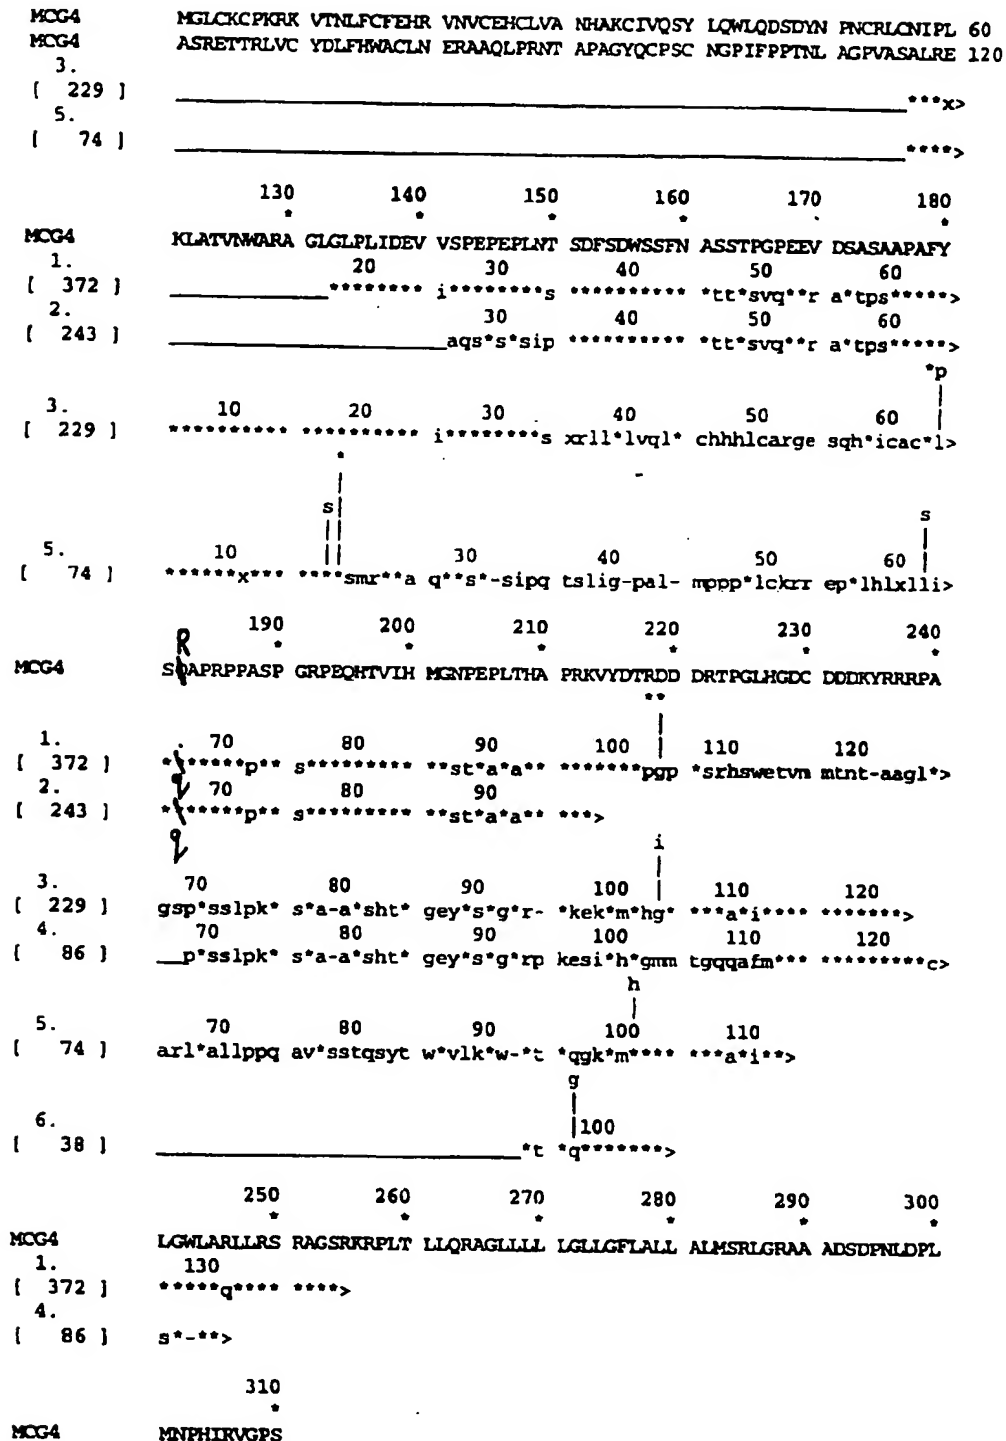 MCG4 MGLCKCPKRK VTNLFCFEHR VNVCEHCLVA NHAKCIVQSY LQWLQDSDYN PNCRLCNIPL 60
MCG4 ASRETTRLVC YDLFHWACLN ERAAQLPRNT APAGYQCPSC NGPIFPPTNL AGPVASALRE 120
3.
[ 229 ] ***x>
5.
[ 74 ] ****>
130 140 150 160 170 180
* * * * * *
MCG4 KLATVNWARA GLGLPLIDEV VSPEPEPLNT SDFSDWSSFN ASSTPGPEEV DSASAAPAFY
1. 20 30 40 50 60
[ 372 ] ******* i********s ********** *tt*svq**r a*tps*****>
2. 30 40 50 60
[ 243 ] aqs*s*sip ********** *tt*svq**r a*tps*****>
*p
3. 10 20 30 40 50 60
[ 229 ] ********** ********** i********s xrll*lvql* chhhlcarge sqh*icac*l>
*
s s
5. 10 30 40 50 60
[ 74 ] ******x*** ****smr**a q**s*-sipq tslig-pal- mppp*lckrr ep*lhlxlli>
190 200 210 220 230 240
R * * * * * *
MCG4 SQAPRPPASP GRPEQHTVIH MGNPEPLTHA PRKVYDTRDD DRTPGLHGDC DDDKYRRRPA
**
1. 70 80 90 100 110 120
[ 372 ] *******p** s********* **st*a*a** *******pgp *srhswetvn mtnt-aagl*>
2. q 70 80 90
[ 243 ] *******p** s********* **st*a*a** ***>
q i
3. 70 80 90 100 110 120
[ 229 ] gsp*sslpk* s*a-a*sht* gey*s*g*r- *kek*m*hg* ***a*i**** *******>
4. 70 80 90 100 110 120
[ 86 ] p*sslpk* s*a-a*sht* gey*s*g*rp kesi*h*gmm tgqqafm*** *********c>
h
5. 70 80 90 100 110
[ 74 ] arl*allppq av*sstqsyt w*vlk*w-*t *qgk*m**** ***a*i**>
g
6. 100
[ 38 ] *t *q*******>
250 260 270 280 290 300
* * * * * *
MCG4 LGWLARLLRS RAGSRKRPLT LLQRAGLLLL LGLLGFLALL ALMSRLGRAA ADSDPNLDPL
1. 130
[ 372 ] *****q**** ****>
4.
[ 86 ] s*-**>
310
*
MCG4 MNPHIRVGPS